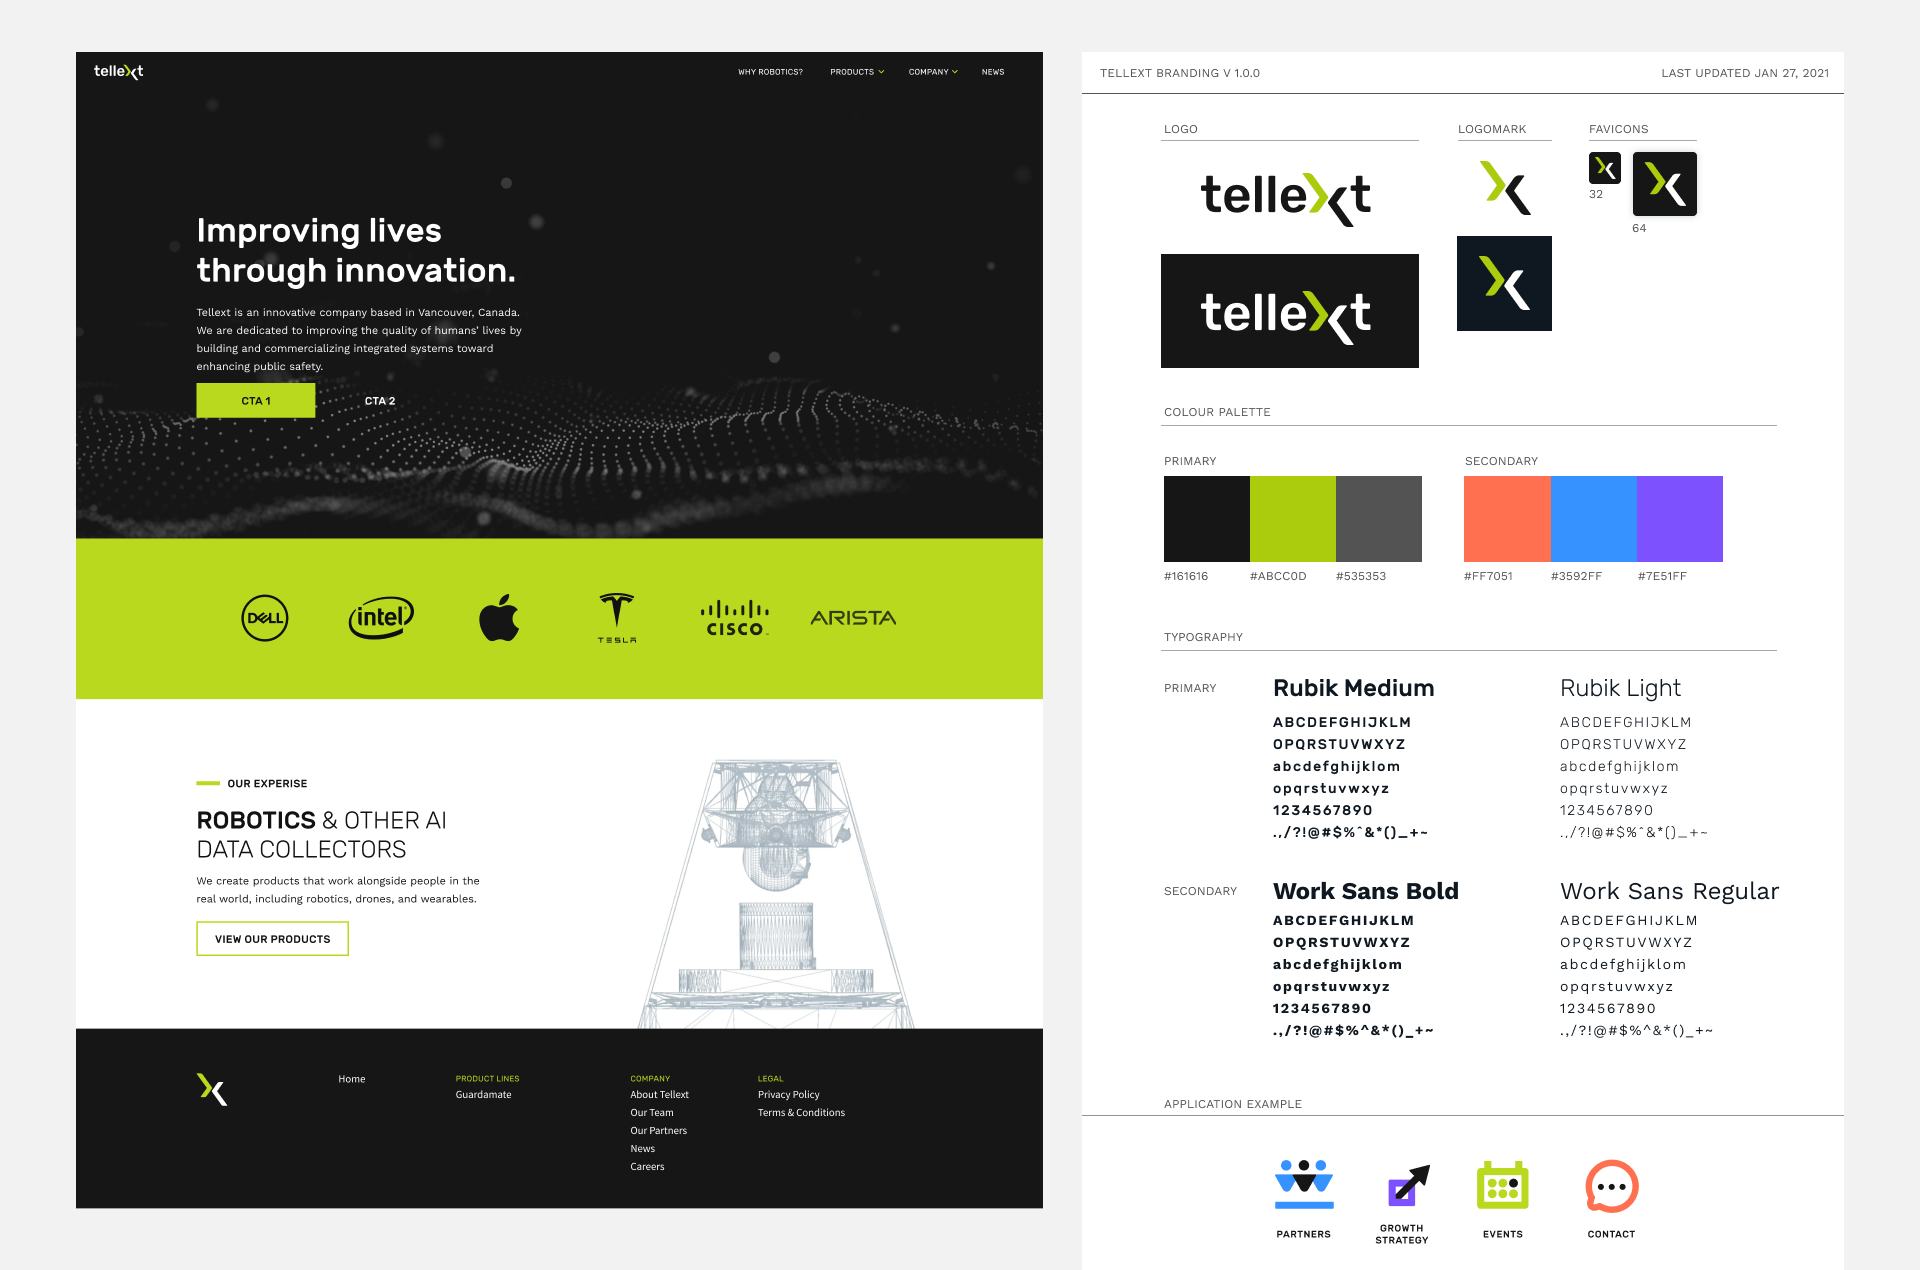 tellext
WHY ROBOTICS? PRODUCTS COMPANY NEWS
Improving lives
through innovation.
Tellext is an innovative company based in Vancouver, Canada.
We are dedicated to improving the quality of humans' lives by
building and commercializing integrated systems toward
enhancing public safety.
CTA 1 CTA 2
DELL intel TESLA CISCO ARISTA
OUR EXPERISE
ROBOTICS & OTHER AI
DATA COLLECTORS
We create products that work alongside people in the
real world, including robotics, drones, and wearables.
VIEW OUR PRODUCTS
Home
PRODUCT LINES
Guardamate
COMPANY
About Tellext
Our Team
Our Partners
News
Careers
LEGAL
Privacy Policy
Terms & Conditions
TELLEXT BRANDING V 1.0.0 LAST UPDATED JAN 27, 2021
LOGO LOGOMARK FAVICONS
tellext
32
64
tellext
COLOUR PALETTE
PRIMARY SECONDARY
#161616 #ABCC0D #535353 #FF7051 #3592FF #7E51FF
TYPOGRAPHY
PRIMARY
Rubik Medium
ABCDEFGHIJKLM
OPQRSTUVWXYZ
abcdefghijklom
opqrstuvwxyz
1234567890
.,/?!@#$%^&*()_+~
Rubik Light
ABCDEFGHIJKLM
OPQRSTUVWXYZ
abcdefghijklom
opqrstuvwxyz
1234567890
.,/?!@#$%^&*()_+~
SECONDARY
Work Sans Bold
ABCDEFGHIJKLM
OPQRSTUVWXYZ
abcdefghijklom
opqrstuvwxyz
1234567890
.,/?!@#$%^&*()_+~
Work Sans Regular
ABCDEFGHIJKLM
OPQRSTUVWXYZ
abcdefghijklom
opqrstuvwxyz
1234567890
.,/?!@#$%^&*()_+~
APPLICATION EXAMPLE
PARTNERS
GROWTH
STRATEGY
EVENTS
CONTACT